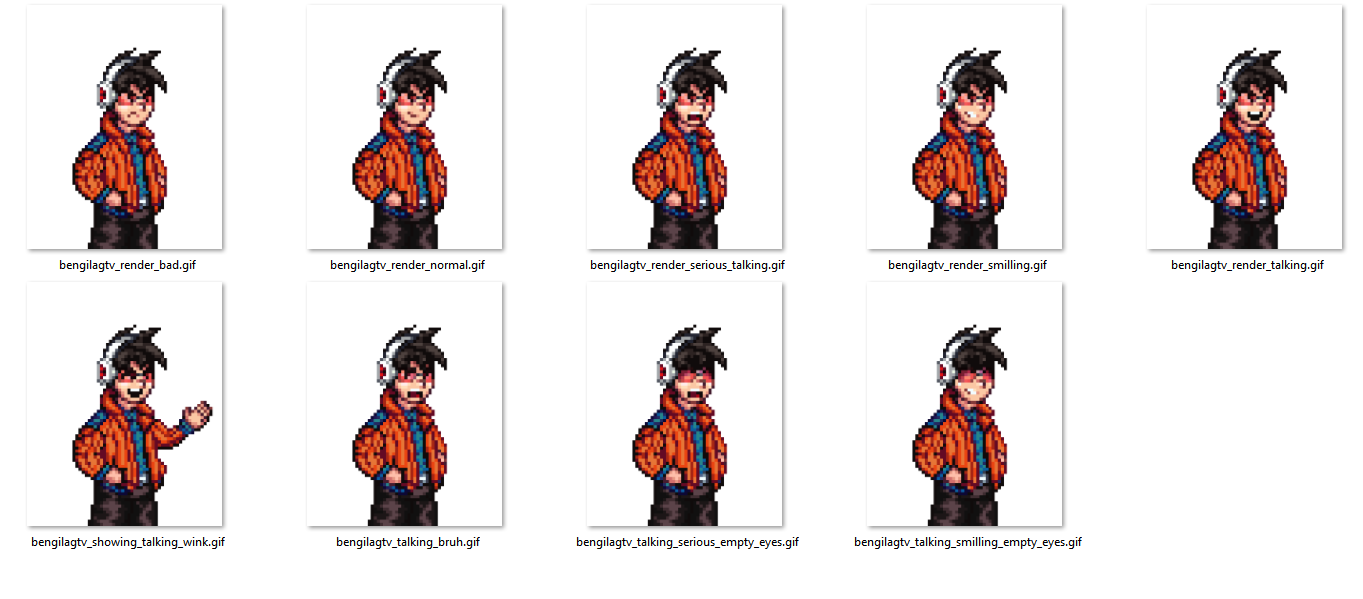 bengilagtv_render_bad.gif
bengilagtv_render_normal.gif
bengilagtv_render_serious_talking.gif
bengilagtv_render_smilling.gif
bengilagtv_render_talking.gif
bengilagtv_showing_talking_wink.gif
bengilagtv_talking_bruh.gif
bengilagtv_talking_serious_empty_eyes.gif
bengilagtv_talking_smilling_empty_eyes.gif